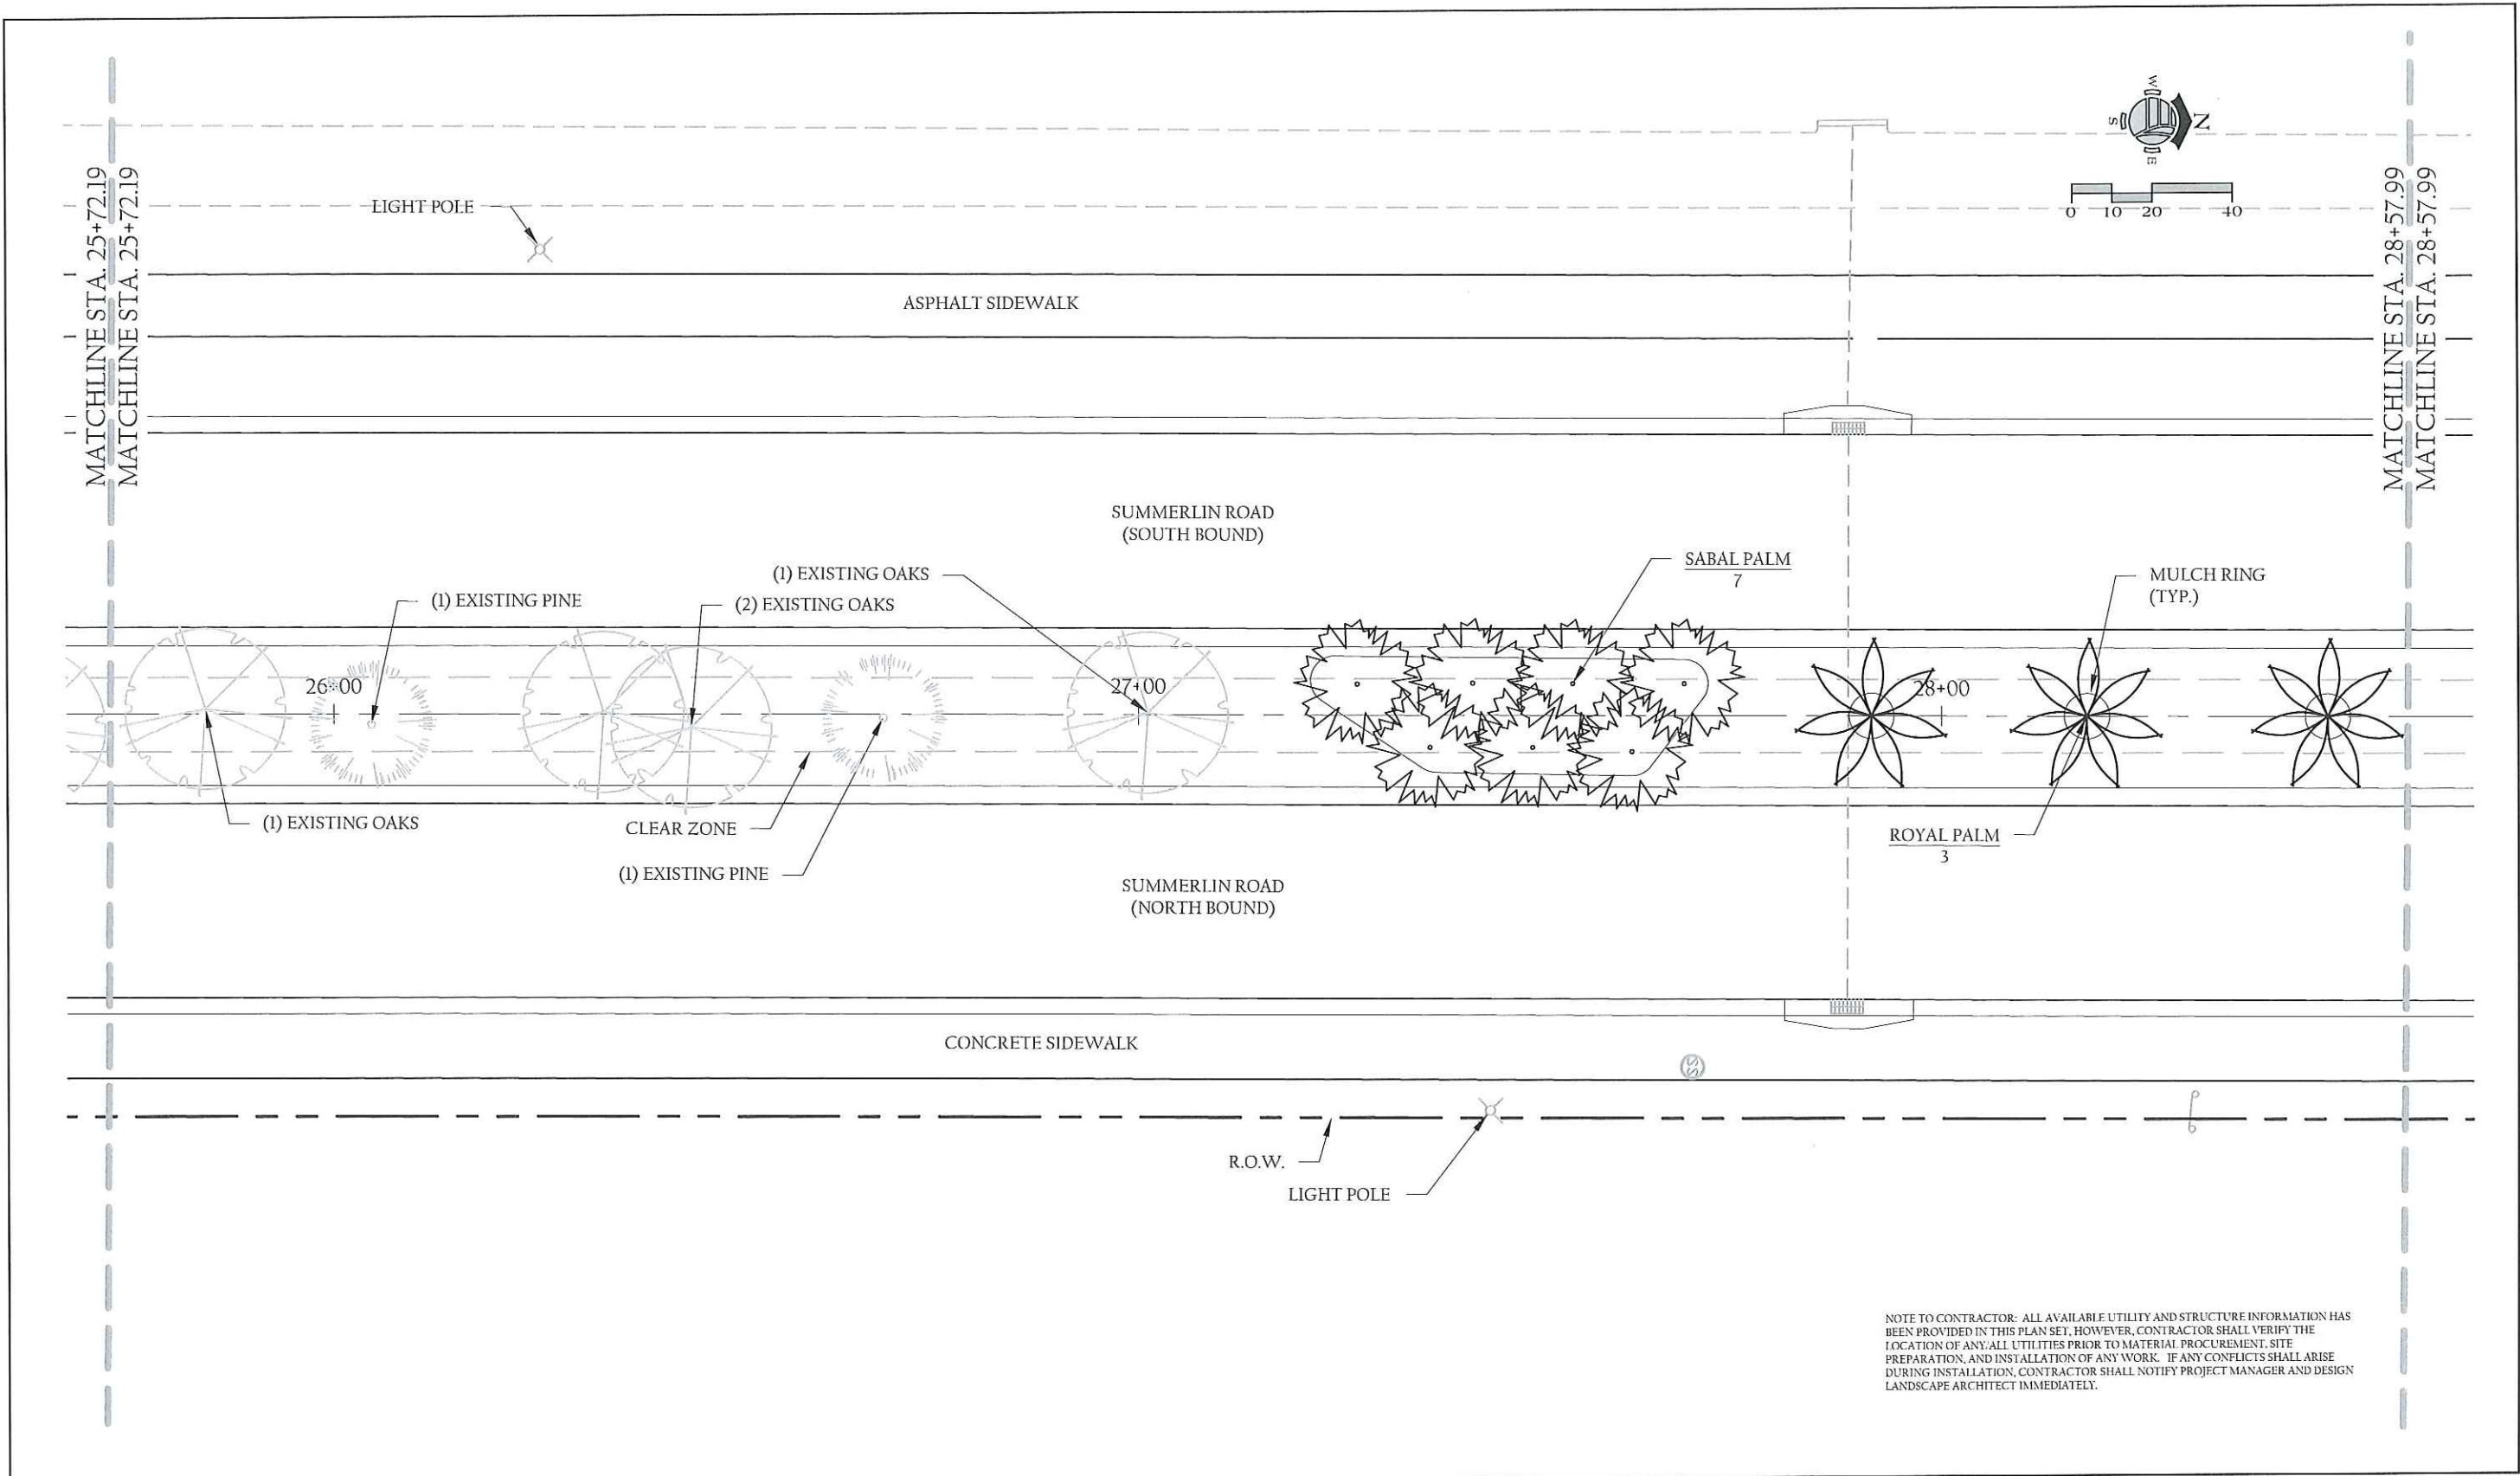 W
S
N
E
0 10 20 40
MATCHLINE STA. 25+72.19
MATCHLINE STA. 25+72.19
MATCHLINE STA. 28+57.99
MATCHLINE STA. 28+57.99
LIGHT POLE
ASPHALT SIDEWALK
SUMMERLIN ROAD
(SOUTH BOUND)
(1) EXISTING OAKS
(1) EXISTING PINE
(2) EXISTING OAKS
SABAL PALM
7
MULCH RING
(TYP.)
26+00
27+00
28+00
(1) EXISTING OAKS
CLEAR ZONE
(1) EXISTING PINE
ROYAL PALM
3
SUMMERLIN ROAD
(NORTH BOUND)
CONCRETE SIDEWALK
SS
R.O.W.
LIGHT POLE
NOTE TO CONTRACTOR: ALL AVAILABLE UTILITY AND STRUCTURE INFORMATION HAS
BEEN PROVIDED IN THIS PLAN SET, HOWEVER, CONTRACTOR SHALL VERIFY THE
LOCATION OF ANY/ALL UTILITIES PRIOR TO MATERIAL PROCUREMENT, SITE
PREPARATION, AND INSTALLATION OF ANY WORK. IF ANY CONFLICTS SHALL ARISE
DURING INSTALLATION, CONTRACTOR SHALL NOTIFY PROJECT MANAGER AND DESIGN
LANDSCAPE ARCHITECT IMMEDIATELY.